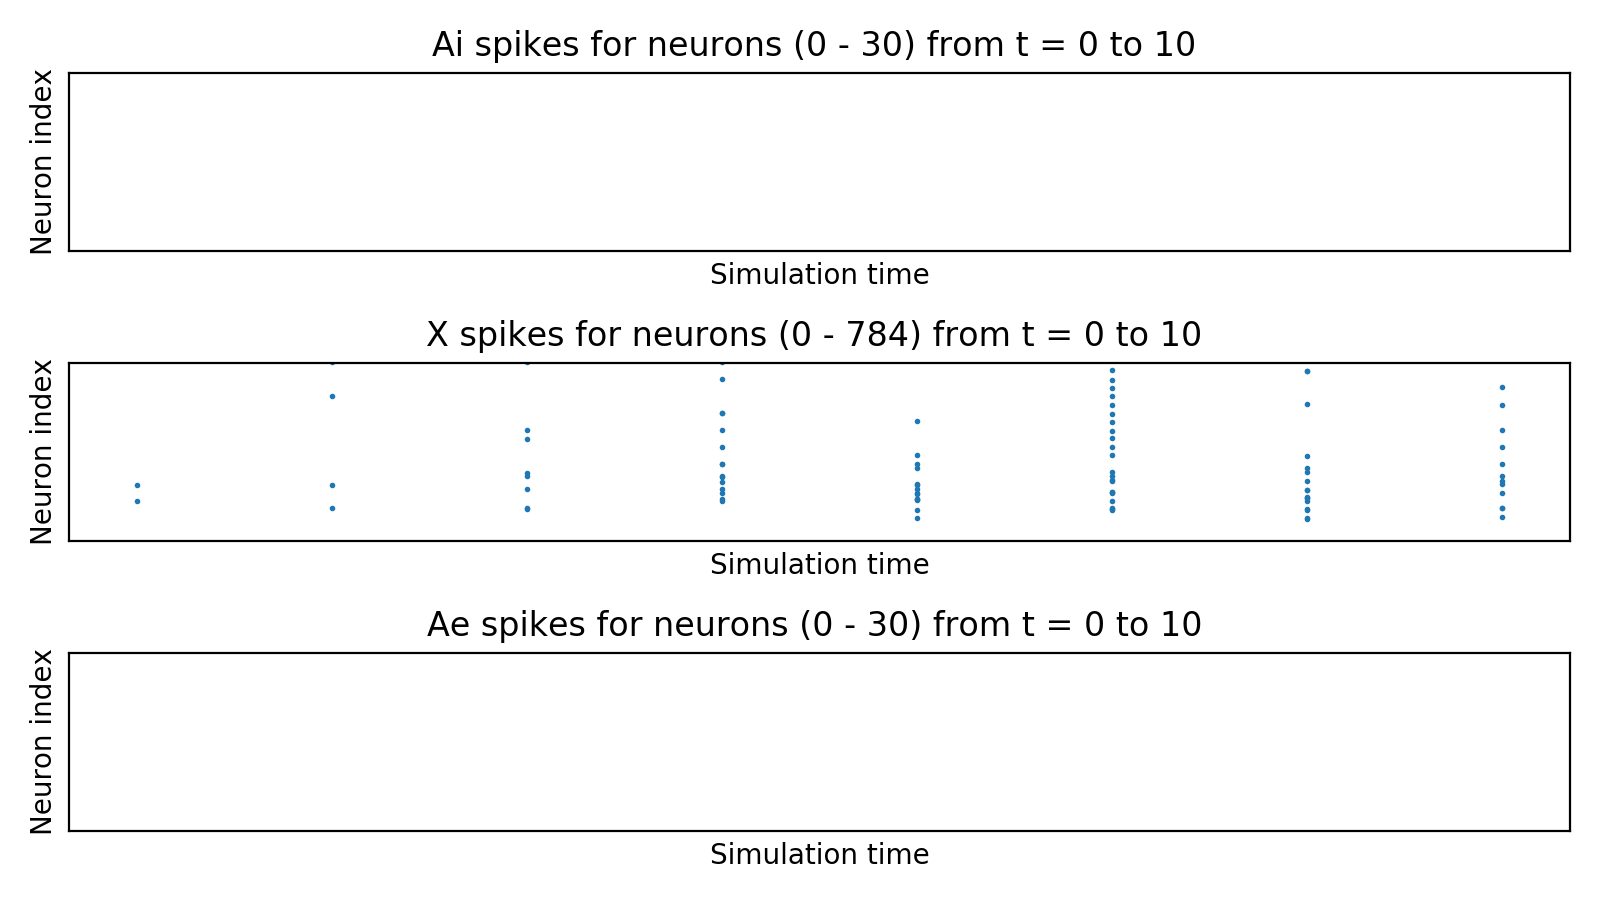 Ai spikes for neurons (0 - 30) from t = 0 to 10
Neuron index
Simulation time
X spikes for neurons (0 - 784) from t = 0 to 10
Neuron index
Simulation time
Ae spikes for neurons (0 - 30) from t = 0 to 10
Neuron index
Simulation time